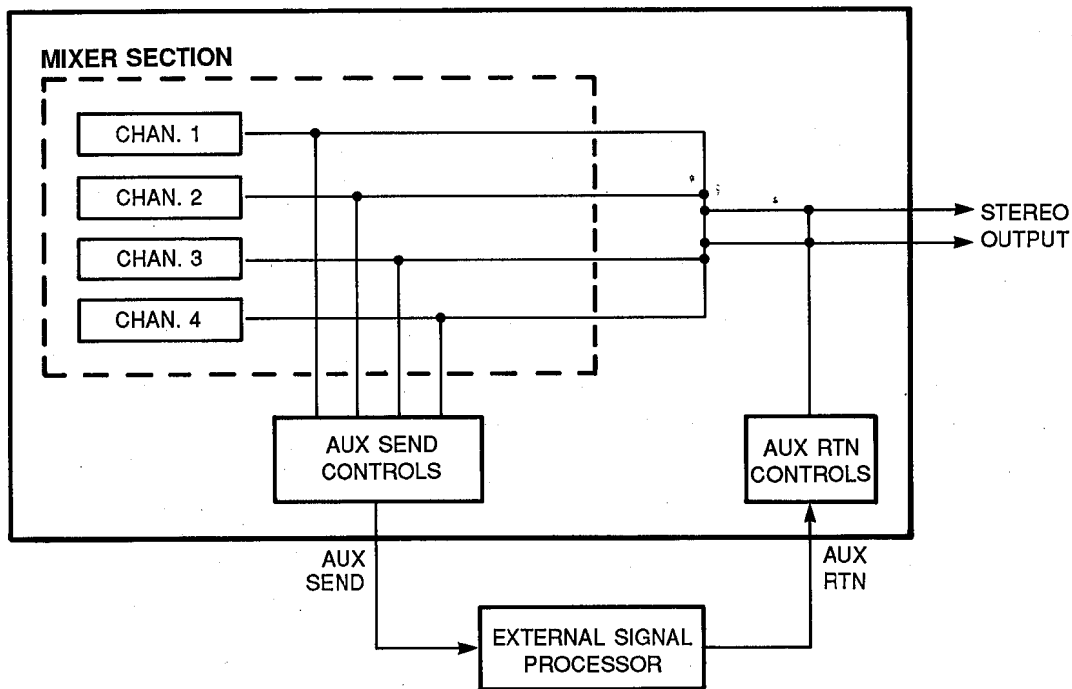 MIXER SECTION
CHAN. 1
CHAN. 2
CHAN. 3
CHAN. 4
STEREO
OUTPUT
AUX SEND
CONTROLS
AUX RTN
CONTROLS
AUX
SEND
AUX
RTN
EXTERNAL SIGNAL
PROCESSOR